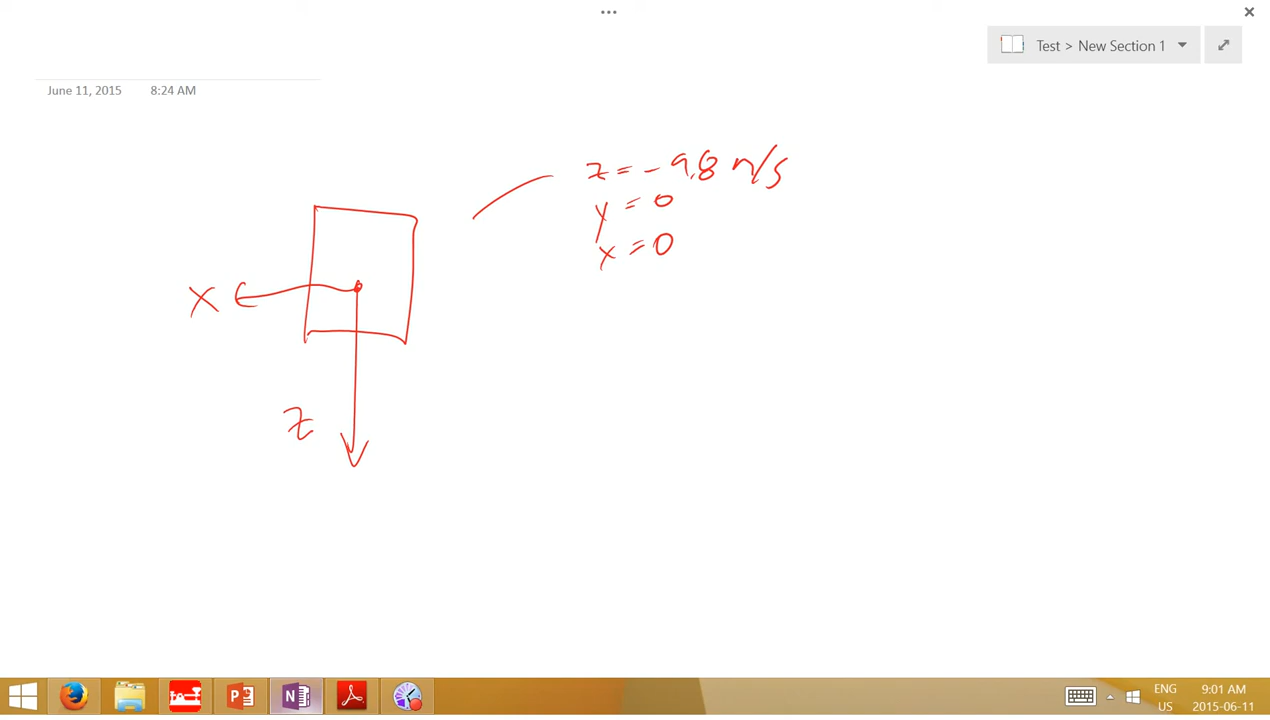 Test > New Section 1
June 11, 2015 8:24 AM
z = -9.8 m/s
y = 0
x = 0
X
Z
ENG
US
9:01 AM
2015-06-11